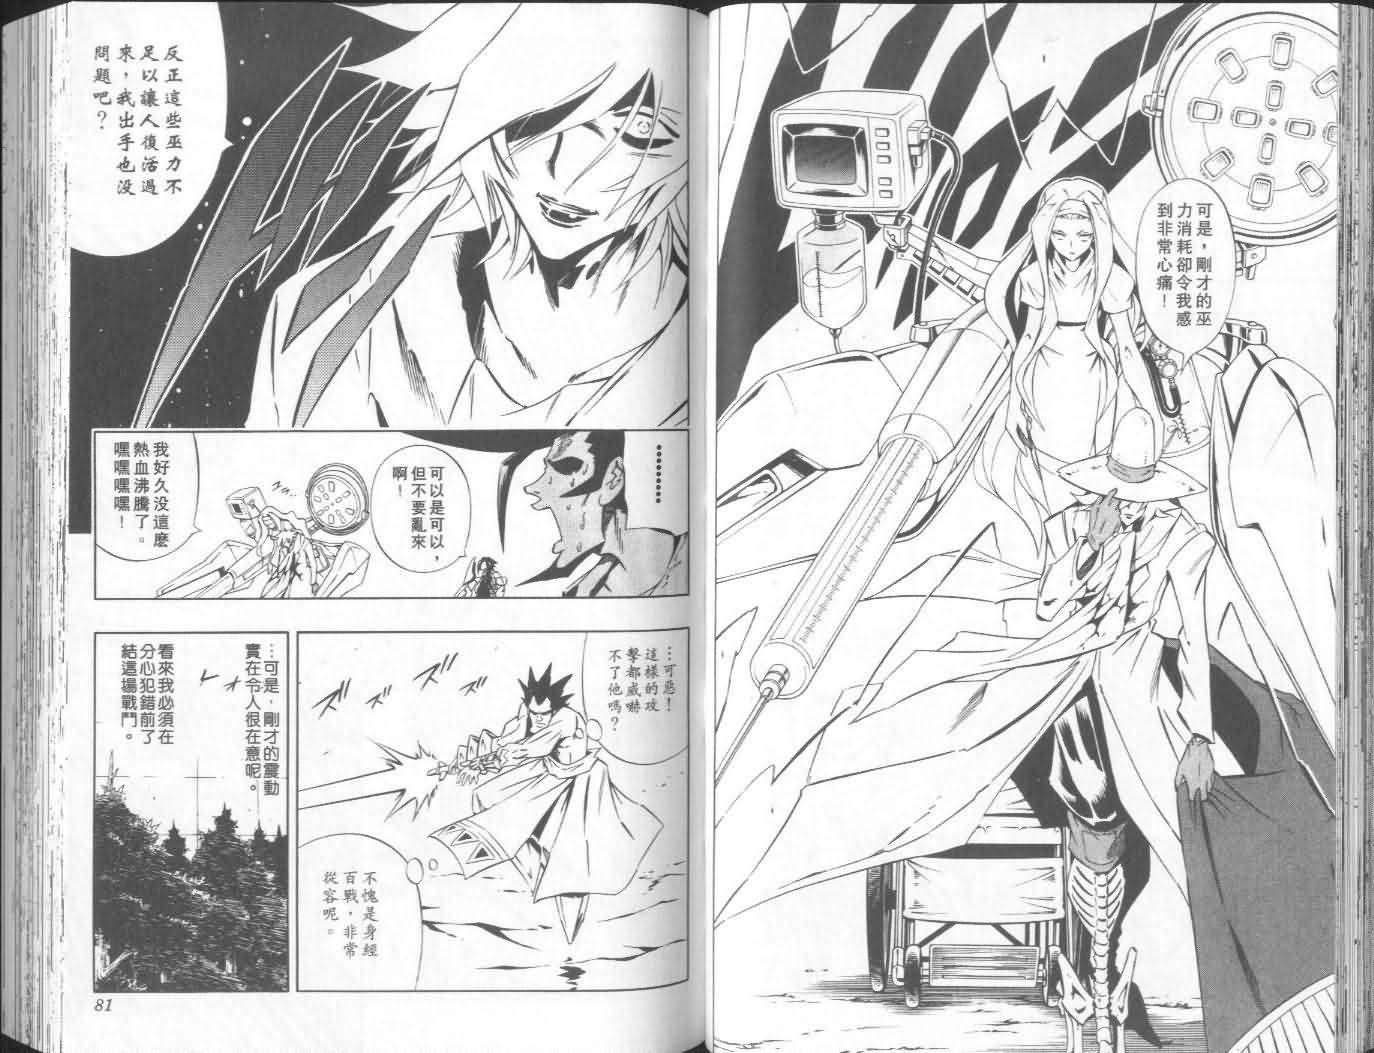 可是，剛才的巫
力消耗卻令我感
到非常心痛！
反正這些巫力不
足以讓人復活過
來，我出手也沒
問題吧？
………
可以是可以，
但不要亂來
啊！
我好久没這麽
熱血沸騰了。
嘿嘿嘿嘿！
…可惡！
這樣的攻
擊都威嚇
不了他嗎？
不愧是身經
百戰，非常
從容呢。
…可是，剛才的震動
實在令人很在意呢。
看來我必須在
分心犯錯前了
結這場戰鬥。
81